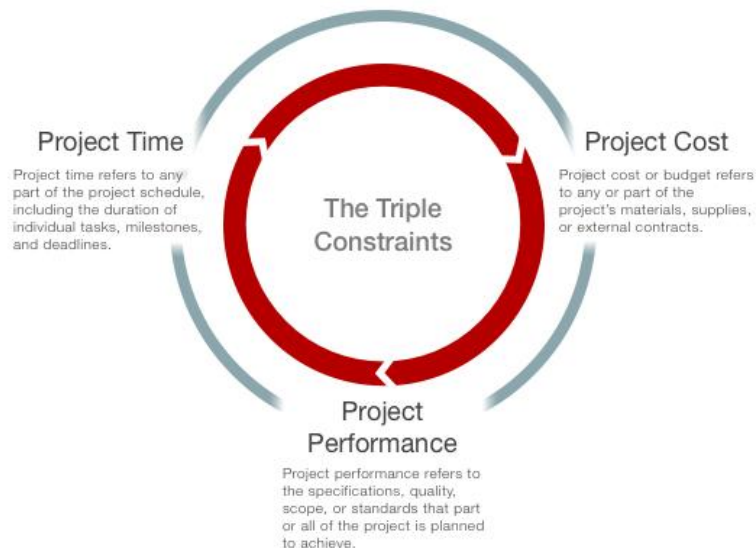 Project Time
Project time refers to any
part of the project schedule,
including the duration of
individual tasks, milestones,
and deadlines.
The Triple
Constraints
Project Cost
Project cost or budget refers
to any or part of the
project's materials, supplies,
or external contracts.
Project
Performance
Project performance refers to
the specifications, quality,
scope, or standards that part
or all of the project is planned
to achieve.